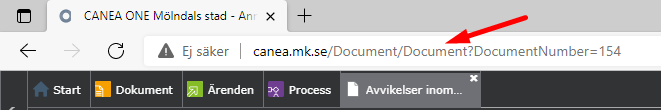 CANEA ONE Mölndals stad - Ann
Ej säker canea.mk.se/Document/Document?DocumentNumber=154
Start Dokument Ärenden Process Avvikelser inom...